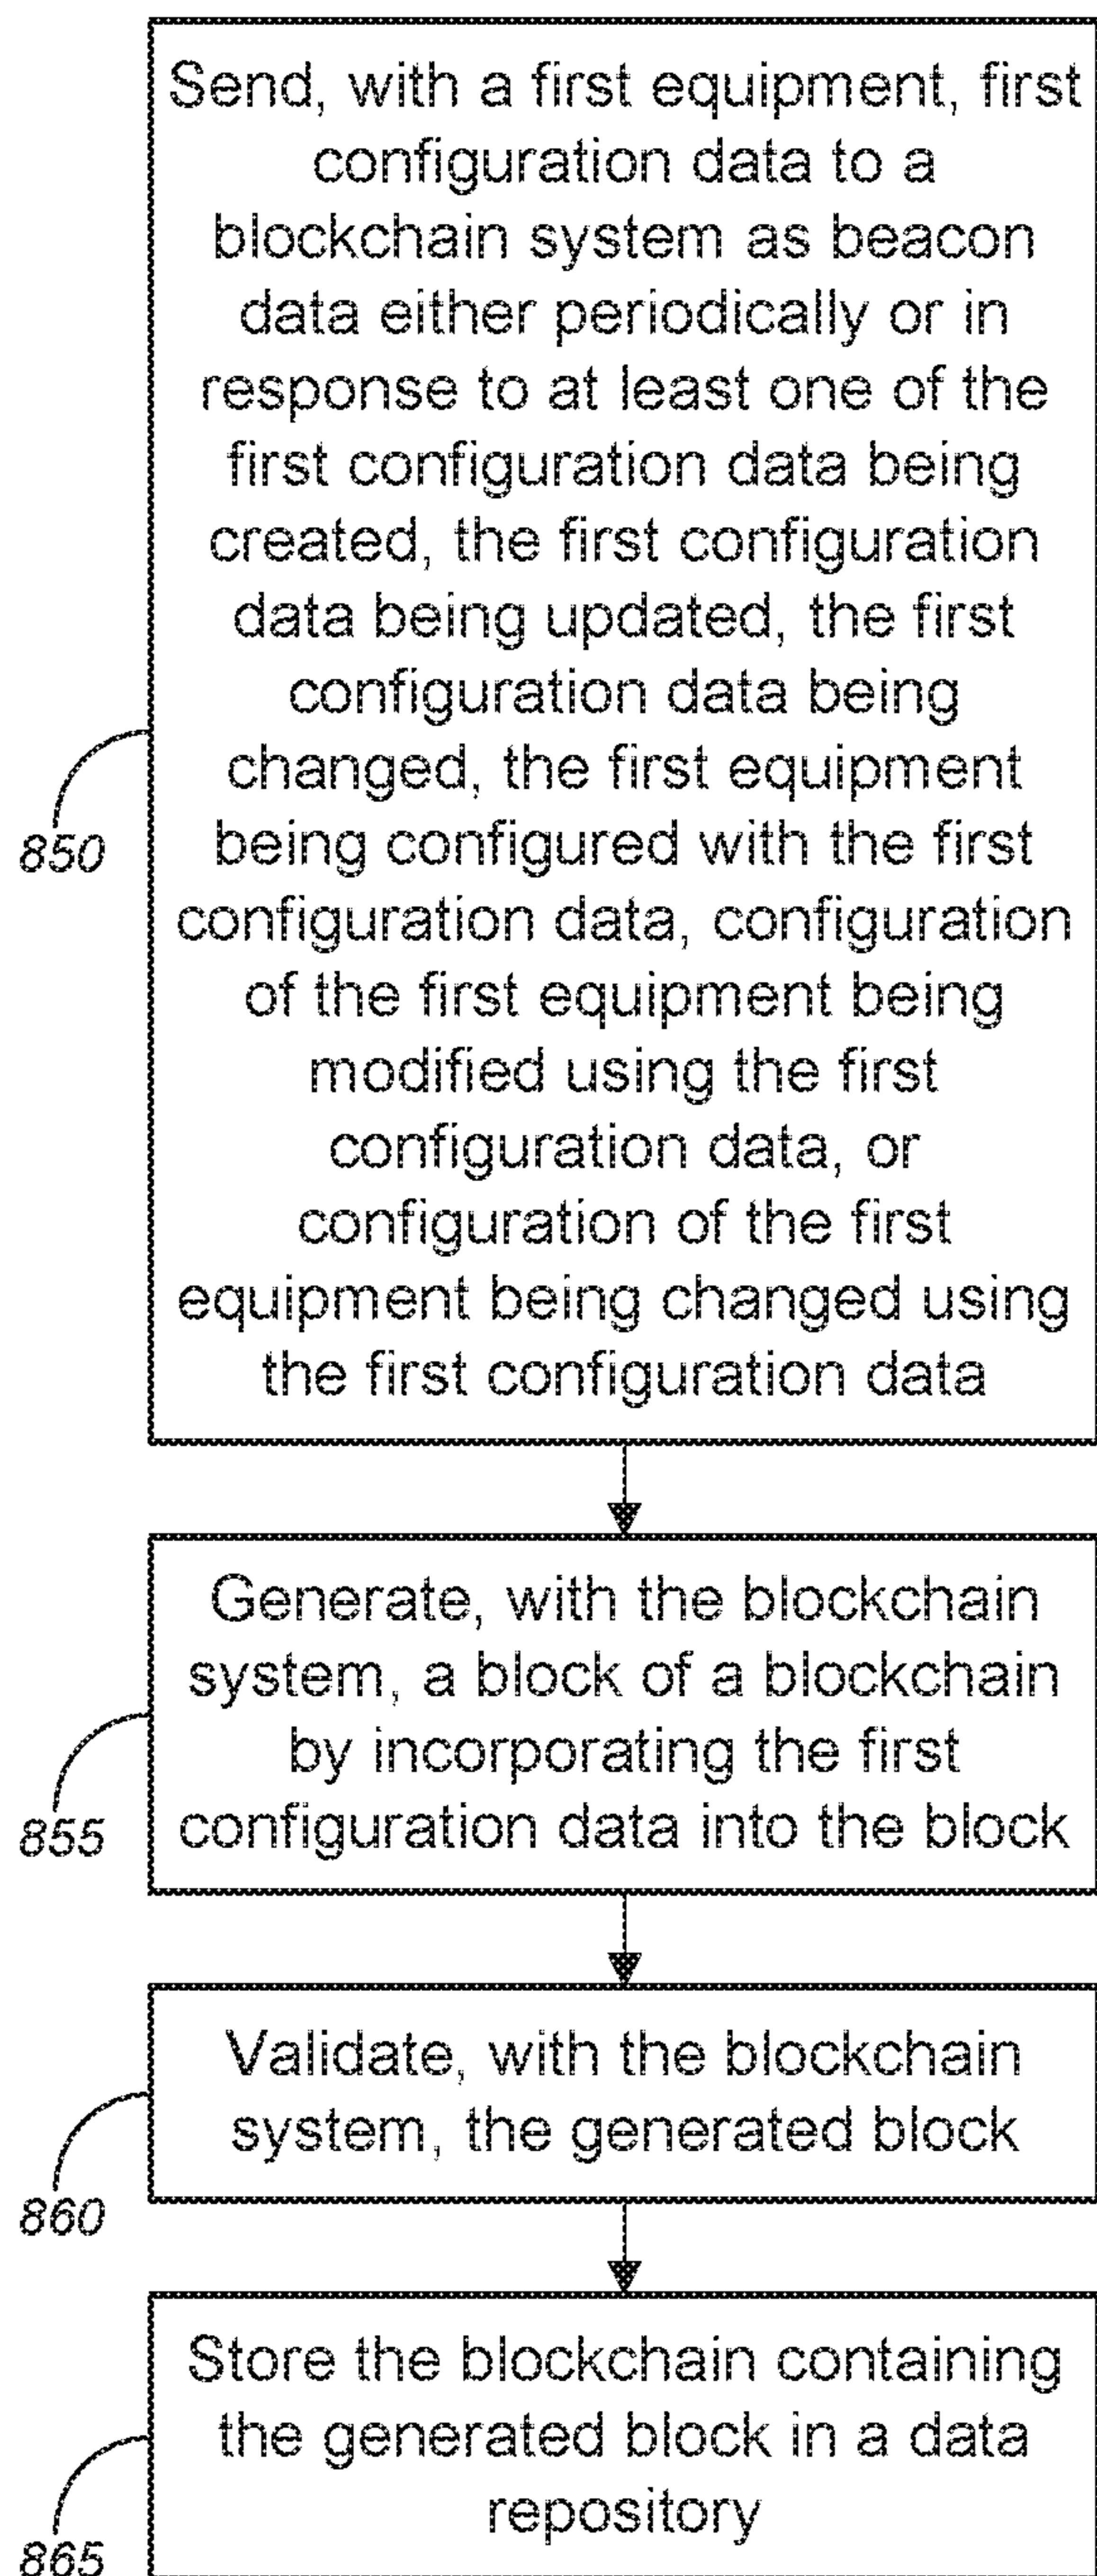 Send, with a first equipment, first
configuration data to a
blockchain system as beacon
data either periodically or in
response to at least one of the
first configuration data being
created, the first configuration
data being updated, the first
configuration data being
changed, the first equipment
being configured with the first
configuration data, configuration
of the first equipment being
modified using the first
configuration data, or
configuration of the first
equipment being changed using
the first configuration data
850
Generate, with the blockchain
system, a block of a blockchain
by incorporating the first
configuration data into the block
855
Validate, with the blockchain
system, the generated block
860
Store the blockchain containing
the generated block in a data
repository
865